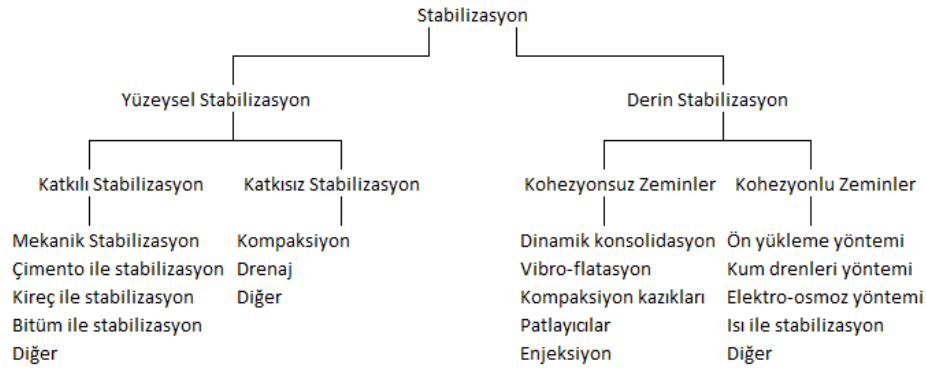 Stabilizasyon
Yüzeysel Stabilizasyon
Derin Stabilizasyon
Katkılı Stabilizasyon
Katkısız Stabilizasyon
Kohezyonsuz Zeminler
Kohezyonlu Zeminler
Mekanik Stabilizasyon
Çimento ile stabilizasyon
Kireç ile stabilizasyon
Bitüm ile stabilizasyon
Diğer
Kompaksiyon
Drenaj
Diğer
Dinamik konsolidasyon
Vibro-flatasyon
Kompaksiyon kazıkları
Patlayıcılar
Enjeksiyon
Ön yükleme yöntemi
Kum drenleri yöntemi
Elektro-osmoz yöntemi
Isı ile stabilizasyon
Diğer